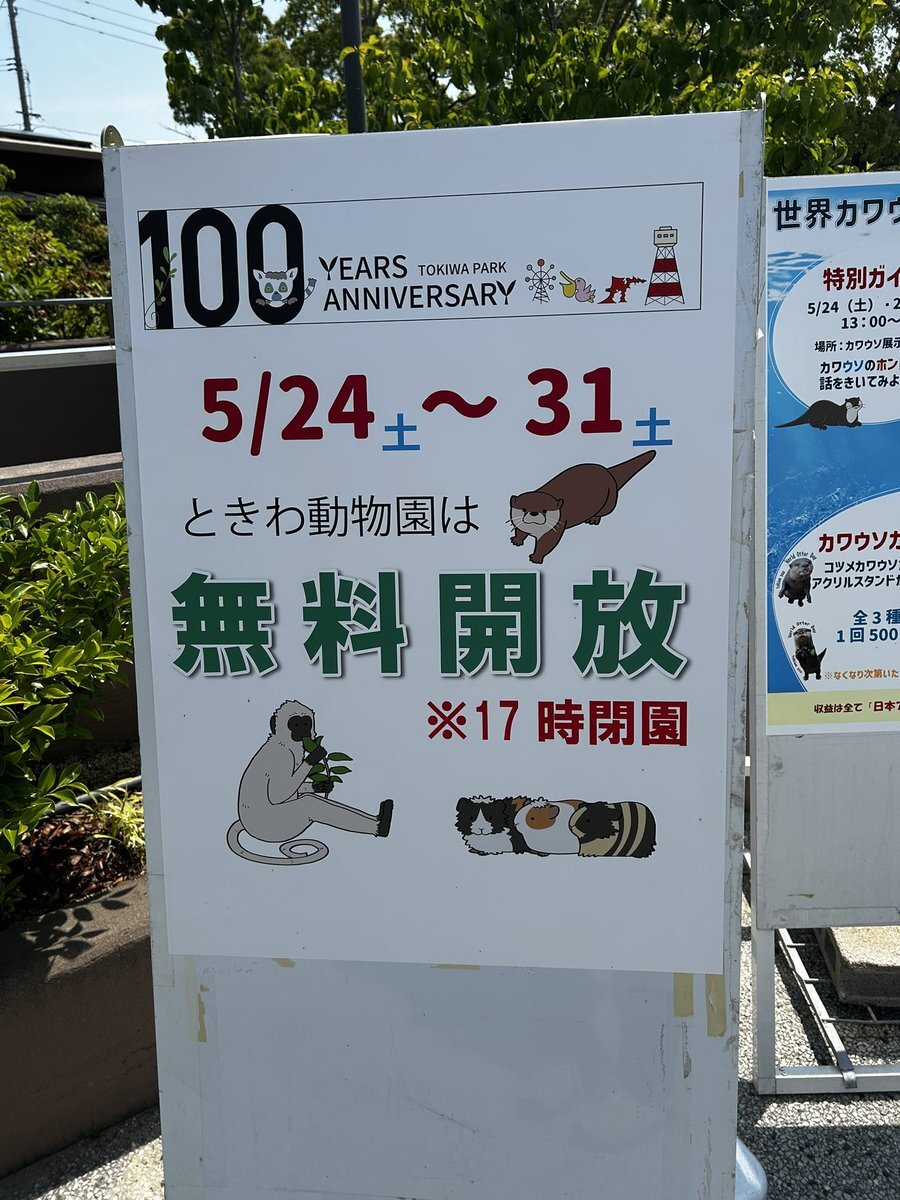 100 YEARS TOKIWA PARK
ANNIVERSARY
5/24土〜31土
ときわ動物園は
無料開放
※17時閉園
世界カワウ
特別ガイ
5/24(土)・2
13:00〜
場所:カワウソ展示
カワウソのホン
話をきいてみよ
カワウソガ
コツメカワウソ
アクリルスタンドが
全3種
1回500
※なくなり次第いた
収益は全て「日本ア